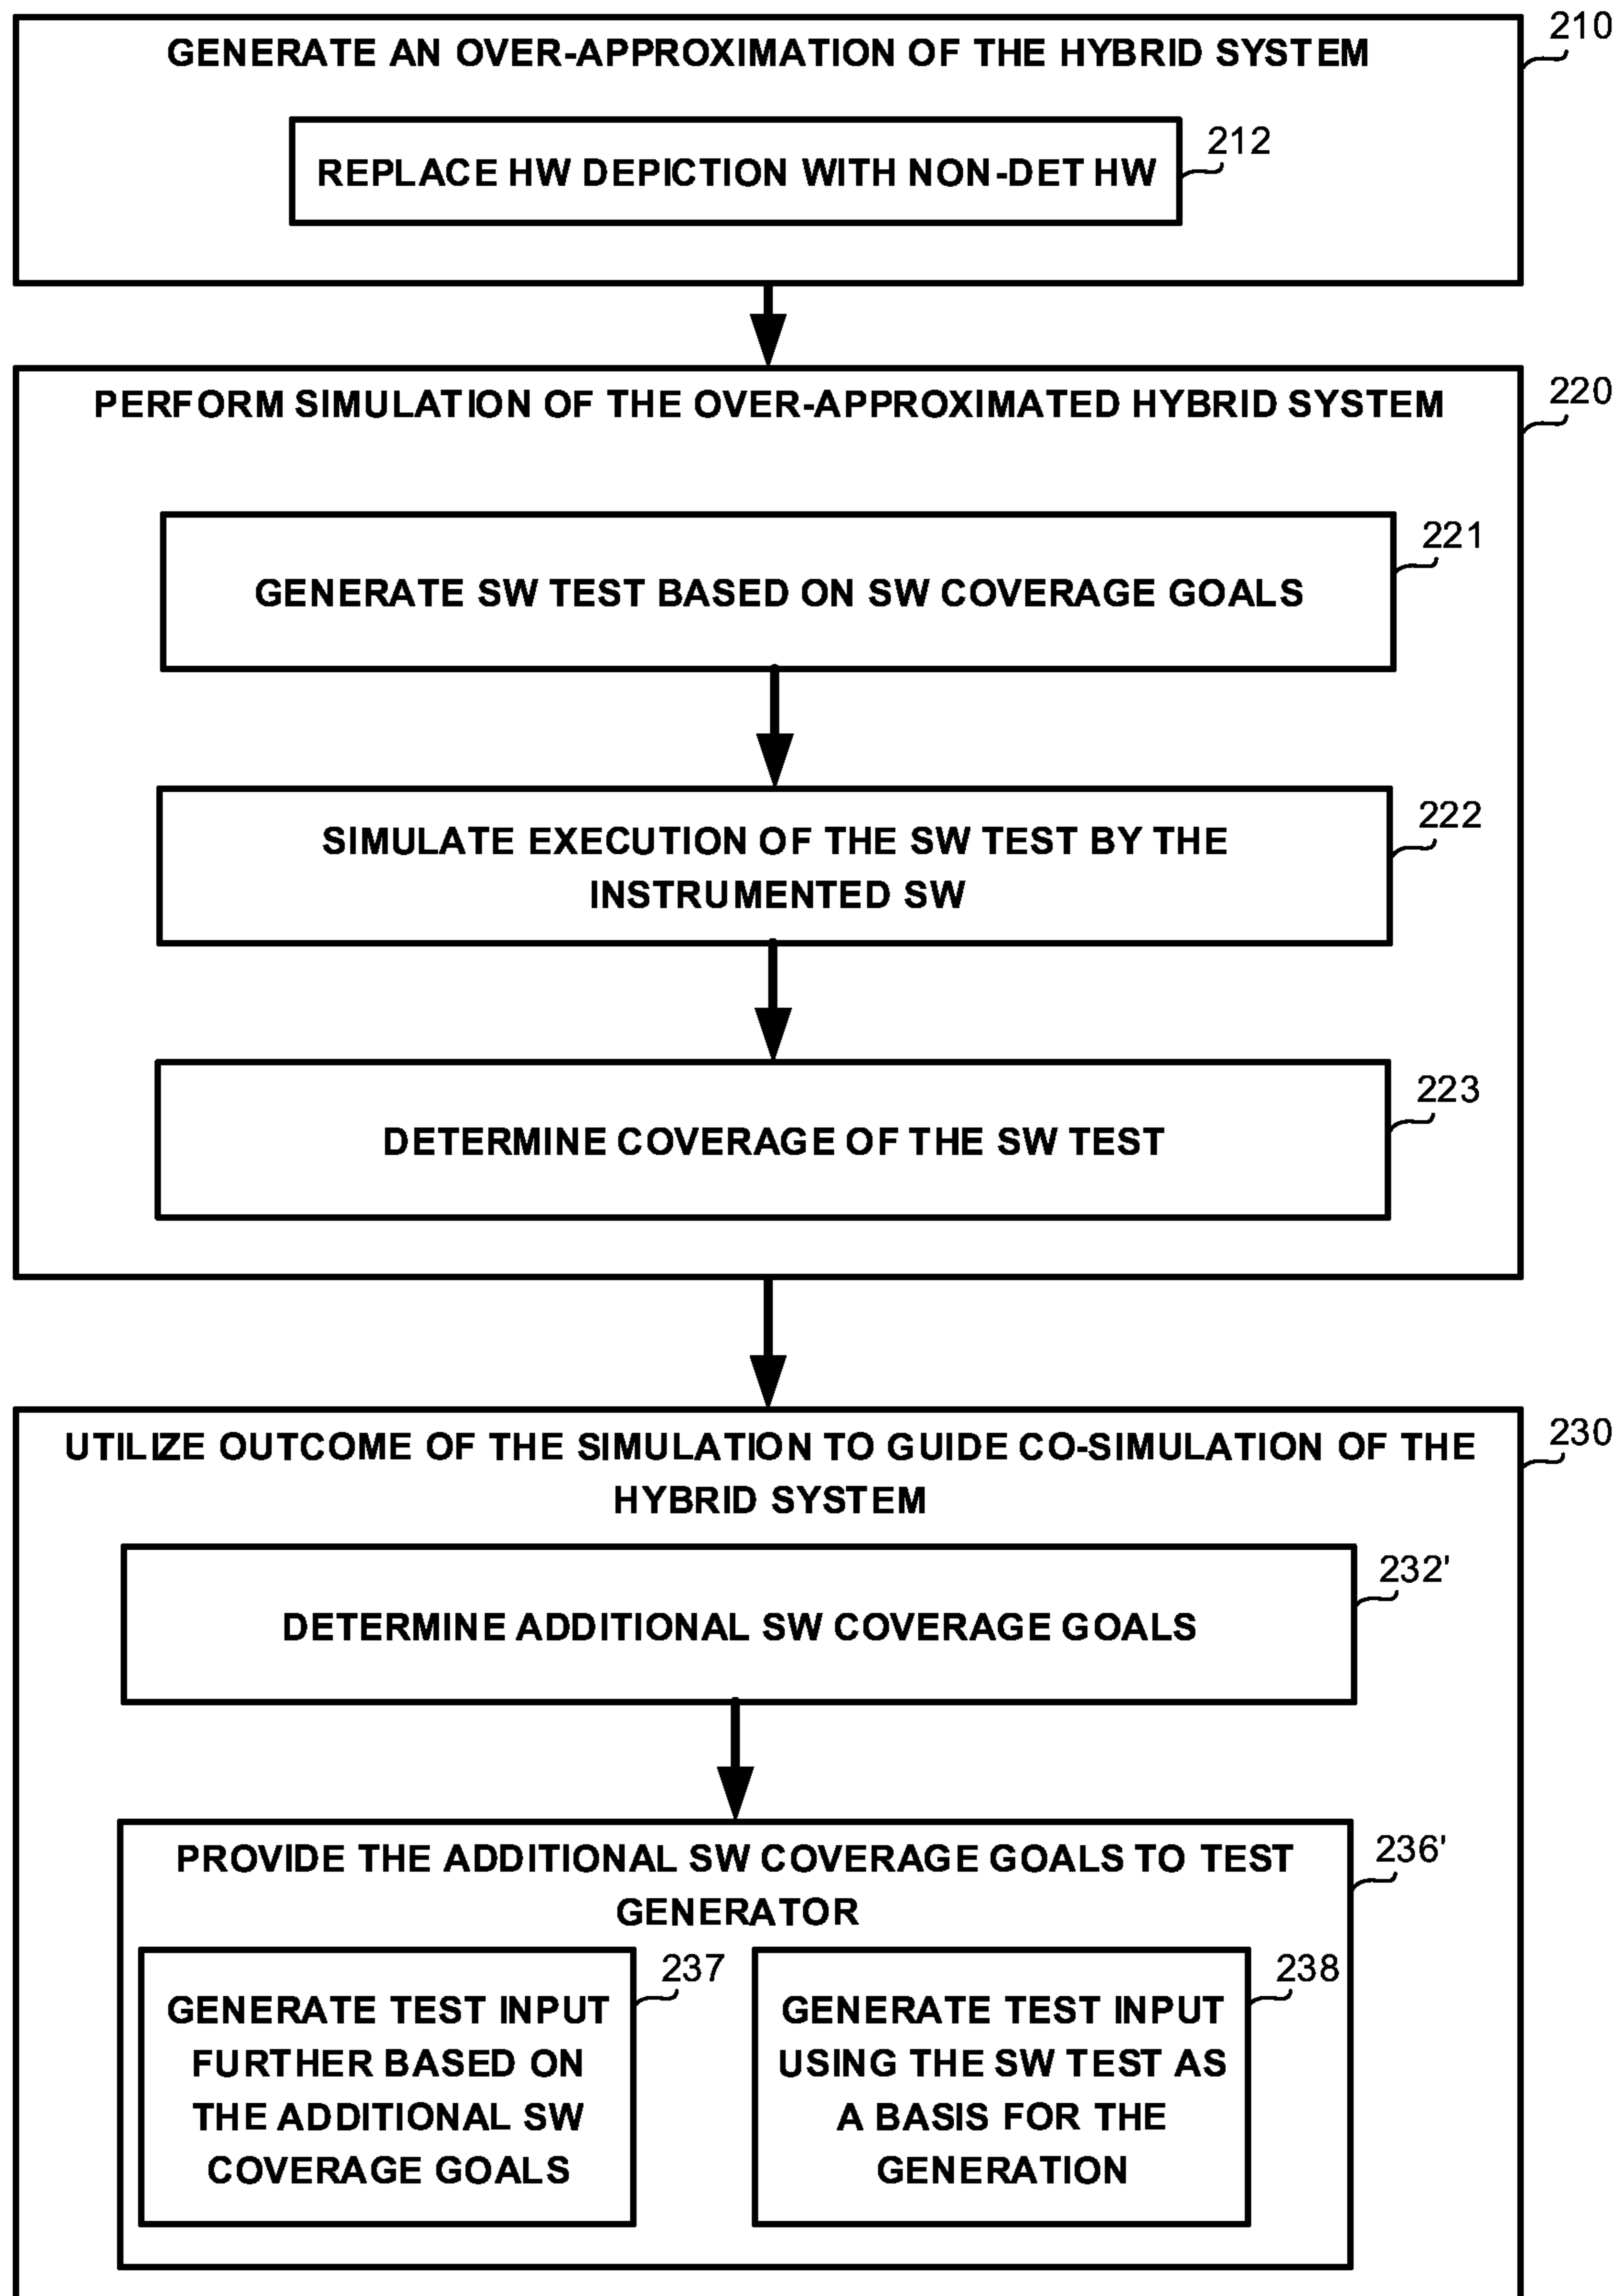 210
GENERATE AN OVER-APPROXIMATION OF THE HYBRID SYSTEM
212
REPLACE HW DEPICTION WITH NON-DET HW
220
PERFORM SIMULATION OF THE OVER-APPROXIMATED HYBRID SYSTEM
221
GENERATE SW TEST BASED ON SW COVERAGE GOALS
222
SIMULATE EXECUTION OF THE SW TEST BY THE
INSTRUMENTED SW
223
DETERMINE COVERAGE OF THE SW TEST
230
UTILIZE OUTCOME OF THE SIMULATION TO GUIDE CO-SIMULATION OF THE
HYBRID SYSTEM
232'
DETERMINE ADDITIONAL SW COVERAGE GOALS
236'
PROVIDE THE ADDITIONAL SW COVERAGE GOALS TO TEST
GENERATOR
237
GENERATE TEST INPUT
FURTHER BASED ON
THE ADDITIONAL SW
COVERAGE GOALS
238
GENERATE TEST INPUT
USING THE SW TEST AS
A BASIS FOR THE
GENERATION